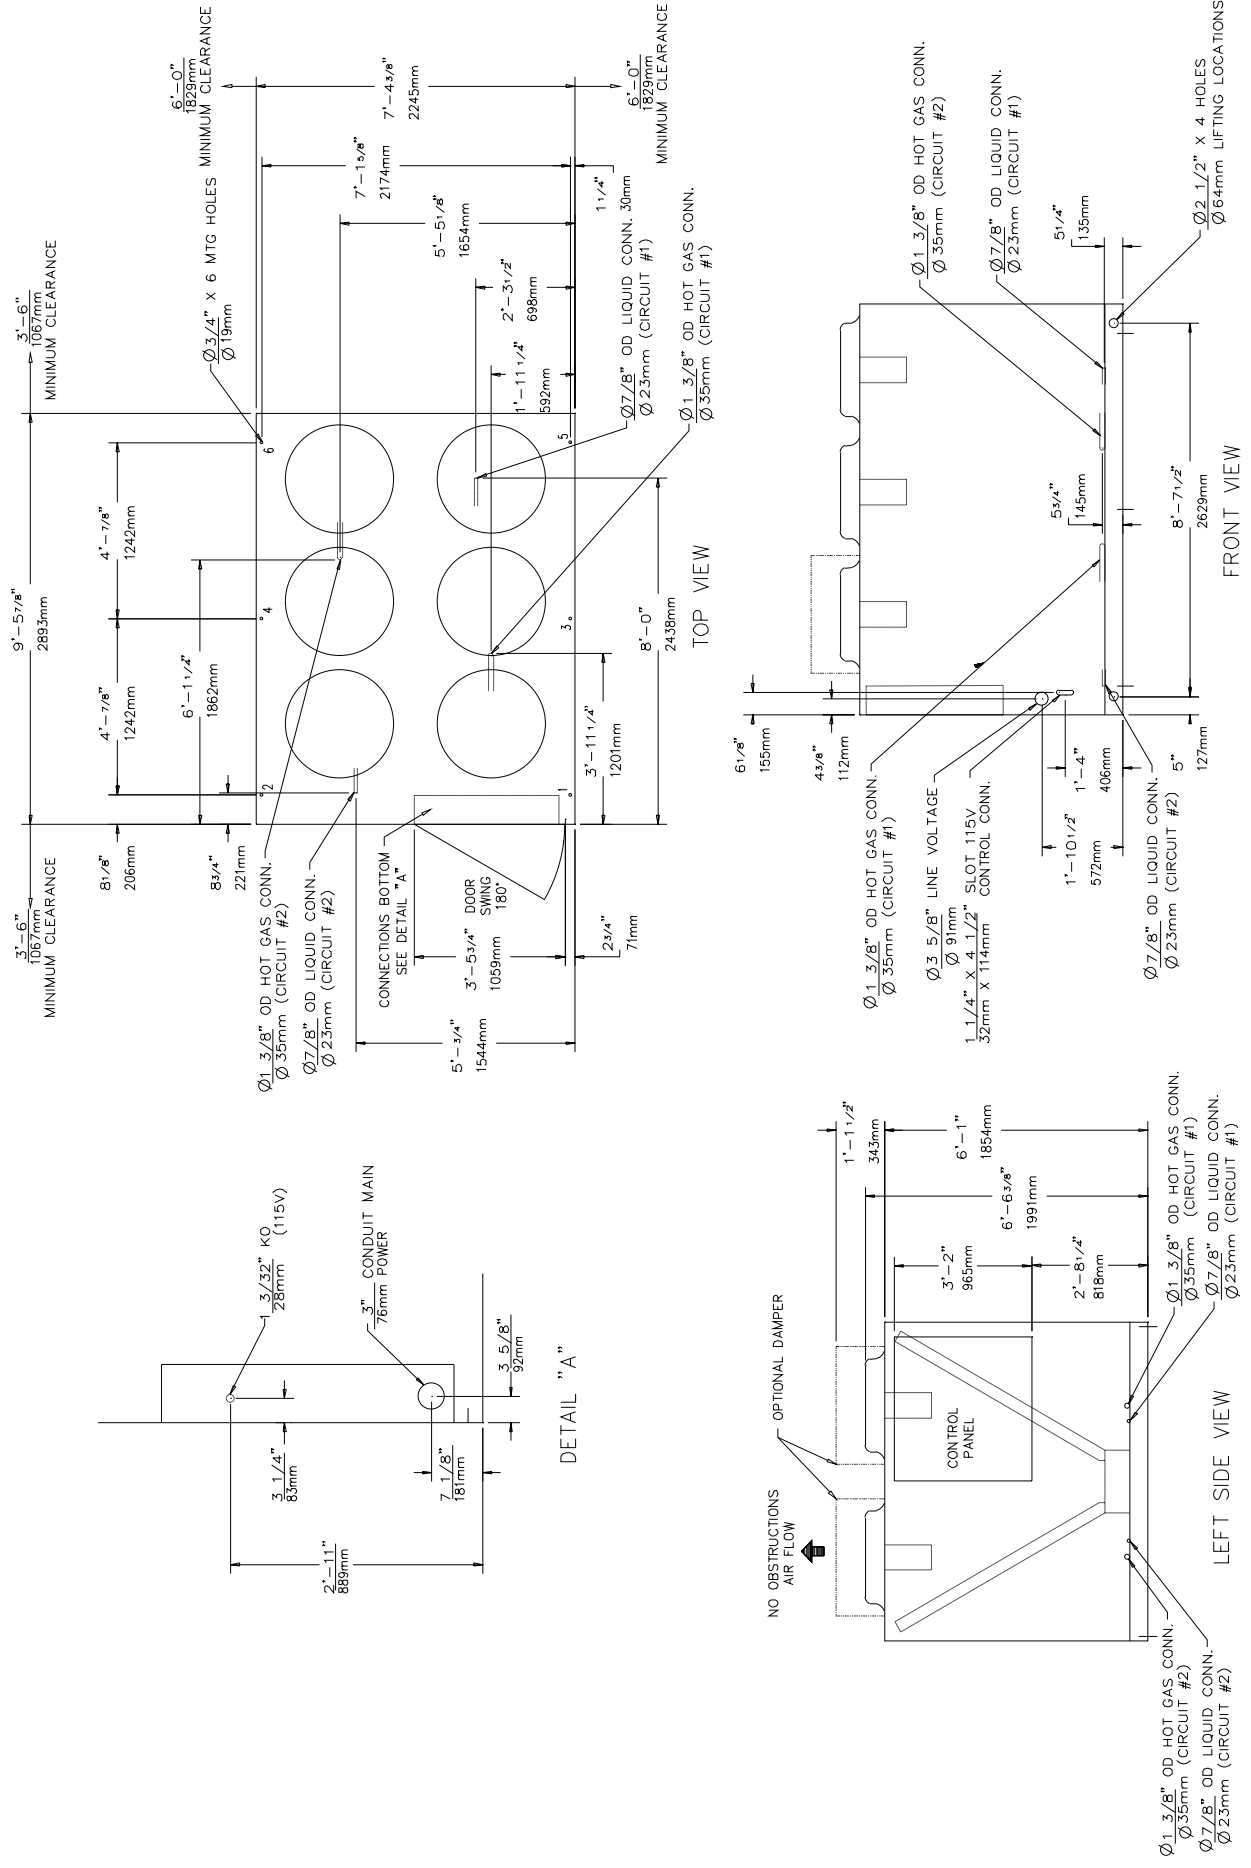 3'-6"
1067mm
MINIMUM CLEARANCE
9'-5 7/8"
2893mm
3'-6"
1067mm
MINIMUM CLEARANCE
8 1/8"
206mm
4'-7/8"
1242mm
4'-7/8"
1242mm
8 3/4"
221mm
6'-1 1/4"
1862mm
Ø3/4" X 6 MTG HOLES
Ø19mm
6'-0"
1829mm
MINIMUM CLEARANCE
7'-4 3/8"
2245mm
7'-1 5/8"
2174mm
5'-5 1/8"
1654mm
2'-3 1/2"
698mm
1'-11 1/4"
592mm
1 1/4"
30mm
6'-0"
1829mm
MINIMUM CLEARANCE
2
4
6
1
3
5
Ø1 3/8" OD HOT GAS CONN.
Ø35mm (CIRCUIT #2)
Ø7/8" OD LIQUID CONN.
Ø23mm (CIRCUIT #2)
CONNECTIONS BOTTOM
SEE DETAIL "A"
DOOR
SWING
180°
3'-5 3/4"
1059mm
5'-3/4"
1544mm
2 3/4"
71mm
3'-11 1/4"
1201mm
8'-0"
2438mm
Ø7/8" OD LIQUID CONN.
Ø23mm (CIRCUIT #1)
Ø1 3/8" OD HOT GAS CONN.
Ø35mm (CIRCUIT #1)
TOP VIEW
1 3/32" KO (115V)
28mm
3" CONDUIT MAIN
76mm POWER
3 1/4"
83mm
2'-11"
889mm
7 1/8"
181mm
3 5/8"
92mm
DETAIL "A"
NO OBSTRUCTIONS
AIR FLOW
OPTIONAL DAMPER
CONTROL
PANEL
1'-1 1/2"
343mm
6'-1"
1854mm
6'-6 3/8"
1991mm
3'-2"
965mm
2'-8 1/4"
818mm
Ø1 3/8" OD HOT GAS CONN.
Ø35mm (CIRCUIT #2)
Ø7/8" OD LIQUID CONN.
Ø23mm (CIRCUIT #2)
Ø1 3/8" OD HOT GAS CONN.
Ø35mm (CIRCUIT #1)
Ø7/8" OD LIQUID CONN.
Ø23mm (CIRCUIT #1)
LEFT SIDE VIEW
6 1/8"
155mm
4 3/8"
112mm
Ø1 3/8" OD HOT GAS CONN.
Ø35mm (CIRCUIT #1)
Ø3 5/8" LINE VOLTAGE
Ø91mm
1 1/4" X 4 1/2" SLOT 115V
32mm X 114mm CONTROL CONN.
1'-4"
406mm
1'-10 1/2"
572mm
Ø7/8" OD LIQUID CONN.
Ø23mm (CIRCUIT #2)
5"
127mm
5 3/4"
145mm
8'-7 1/2"
2629mm
Ø1 3/8" OD HOT GAS CONN.
Ø35mm (CIRCUIT #2)
Ø7/8" OD LIQUID CONN.
Ø23mm (CIRCUIT #1)
5 1/4"
135mm
Ø2 1/2" X 4 HOLES
Ø64mm LIFTING LOCATIONS
FRONT VIEW